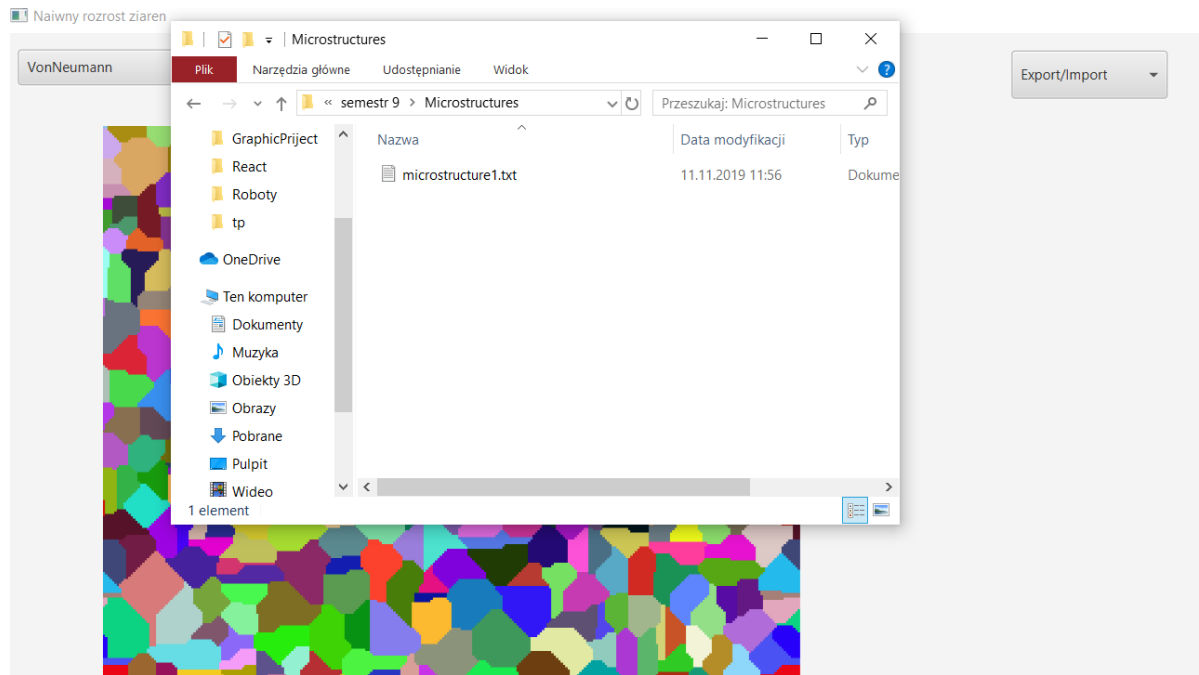 Naiwny rozrost ziaren
VonNeumann
Export/Import
Microstructures
Plik Narzędzia główne Udostępnianie Widok
« semestr 9 > Microstructures
Przeszukaj: Microstructures
Nazwa Data modyfikacji Typ
microstructure1.txt 11.11.2019 11:56 Dokume
GraphicPriject
React
Roboty
tp
OneDrive
Ten komputer
Dokumenty
Muzyka
Obiekty 3D
Obrazy
Pobrane
Pulpit
Wideo
1 element